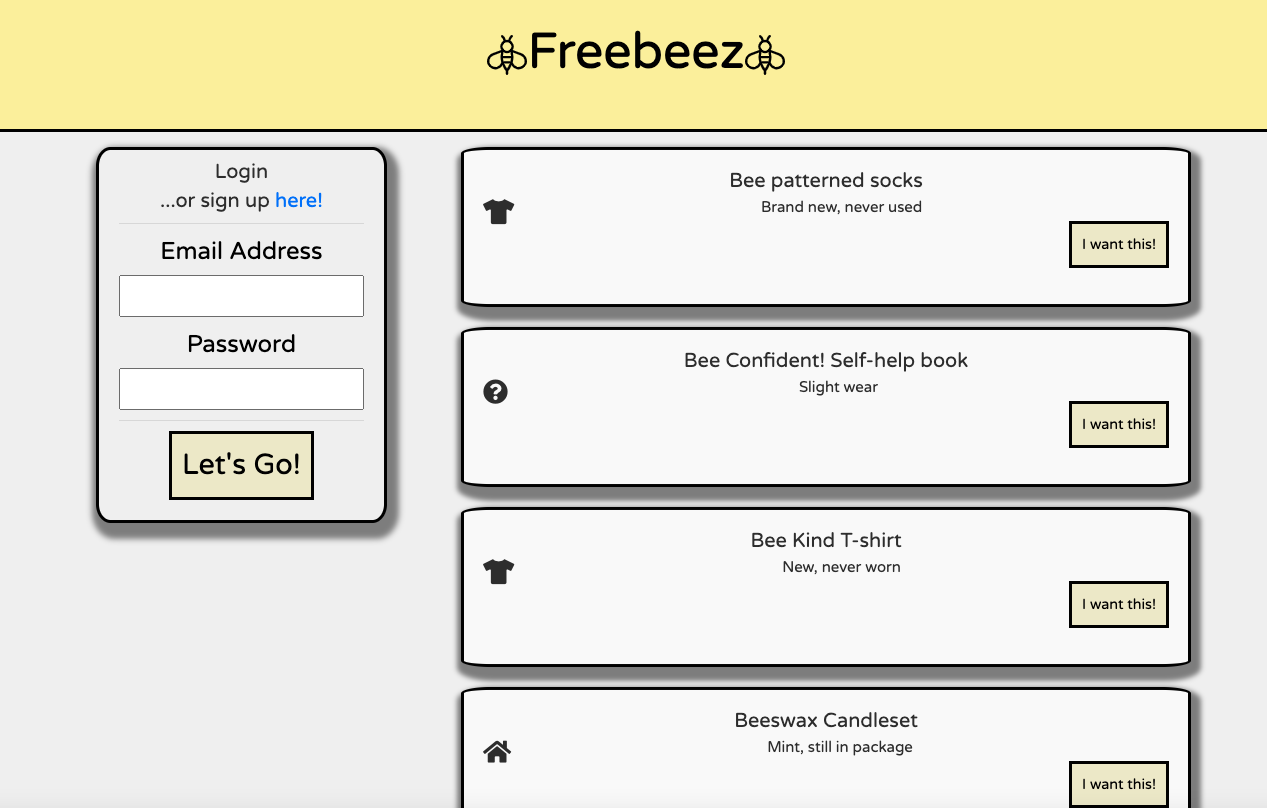 Freebeez
Login
...or sign up here!
Email Address
Password
Let's Go!
Bee patterned socks
Brand new, never used
I want this!
Bee Confident! Self-help book
Slight wear
I want this!
Bee Kind T-shirt
New, never worn
I want this!
Beeswax Candleset
Mint, still in package
I want this!